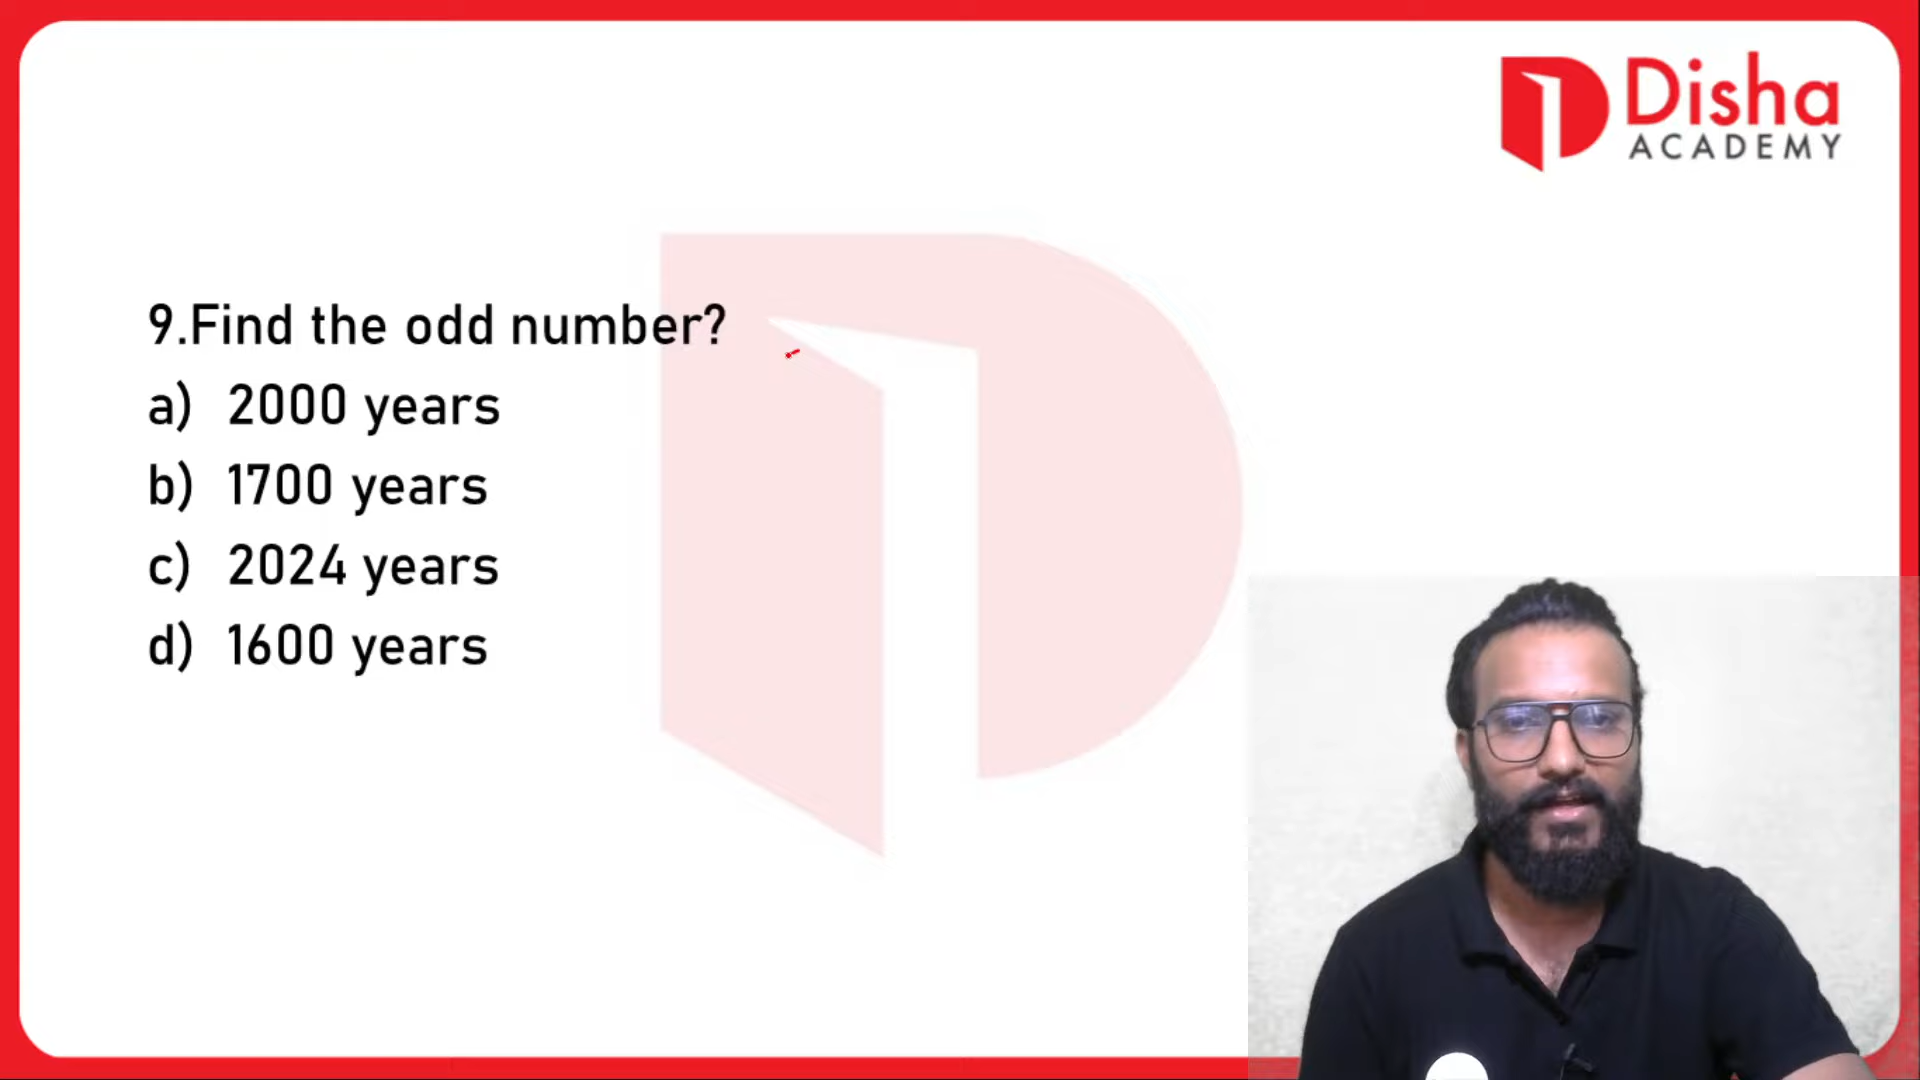 Disha
ACADEMY
9.Find the odd number?
a) 2000 years
b) 1700 years
c) 2024 years
d) 1600 years